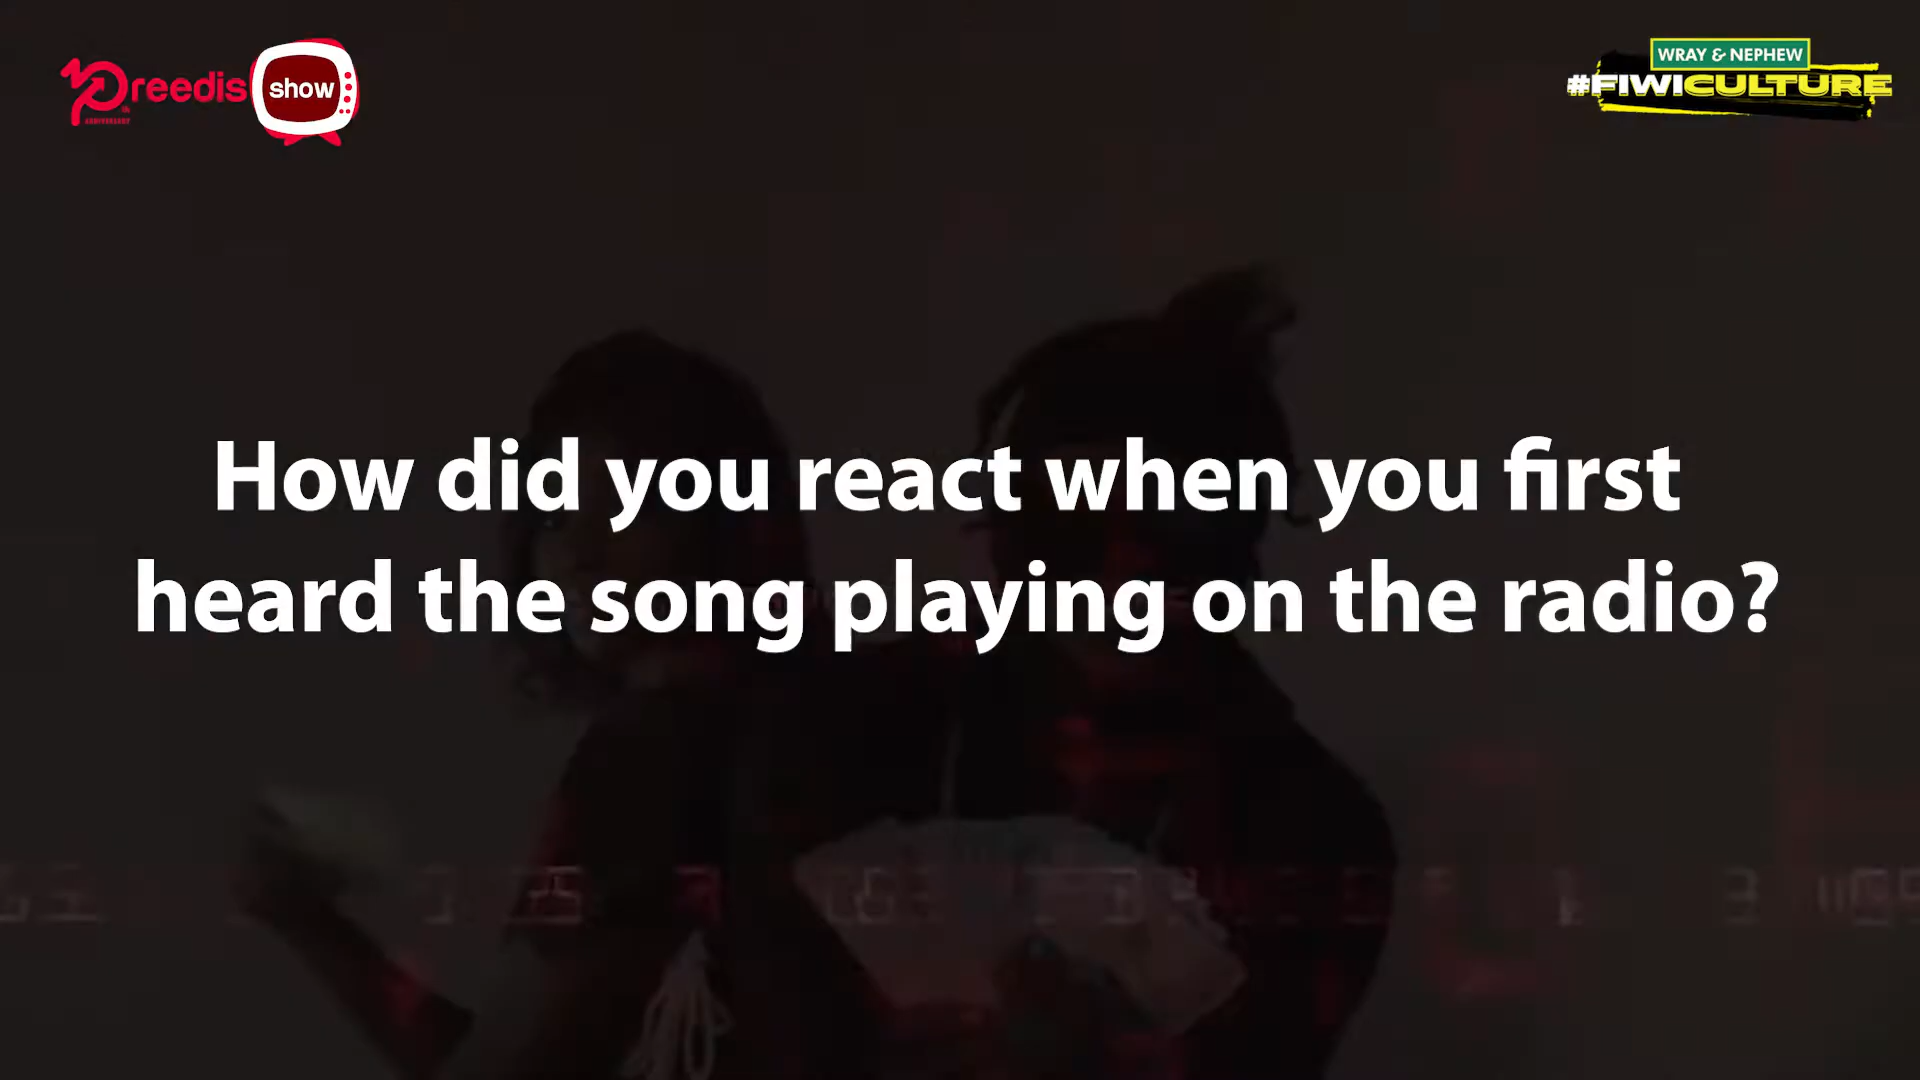 Preedis
show
ANNIVERSARY
WRAY & NEPHEW
#FIWICULTURE
How did you react when you first
heard the song playing on the radio?